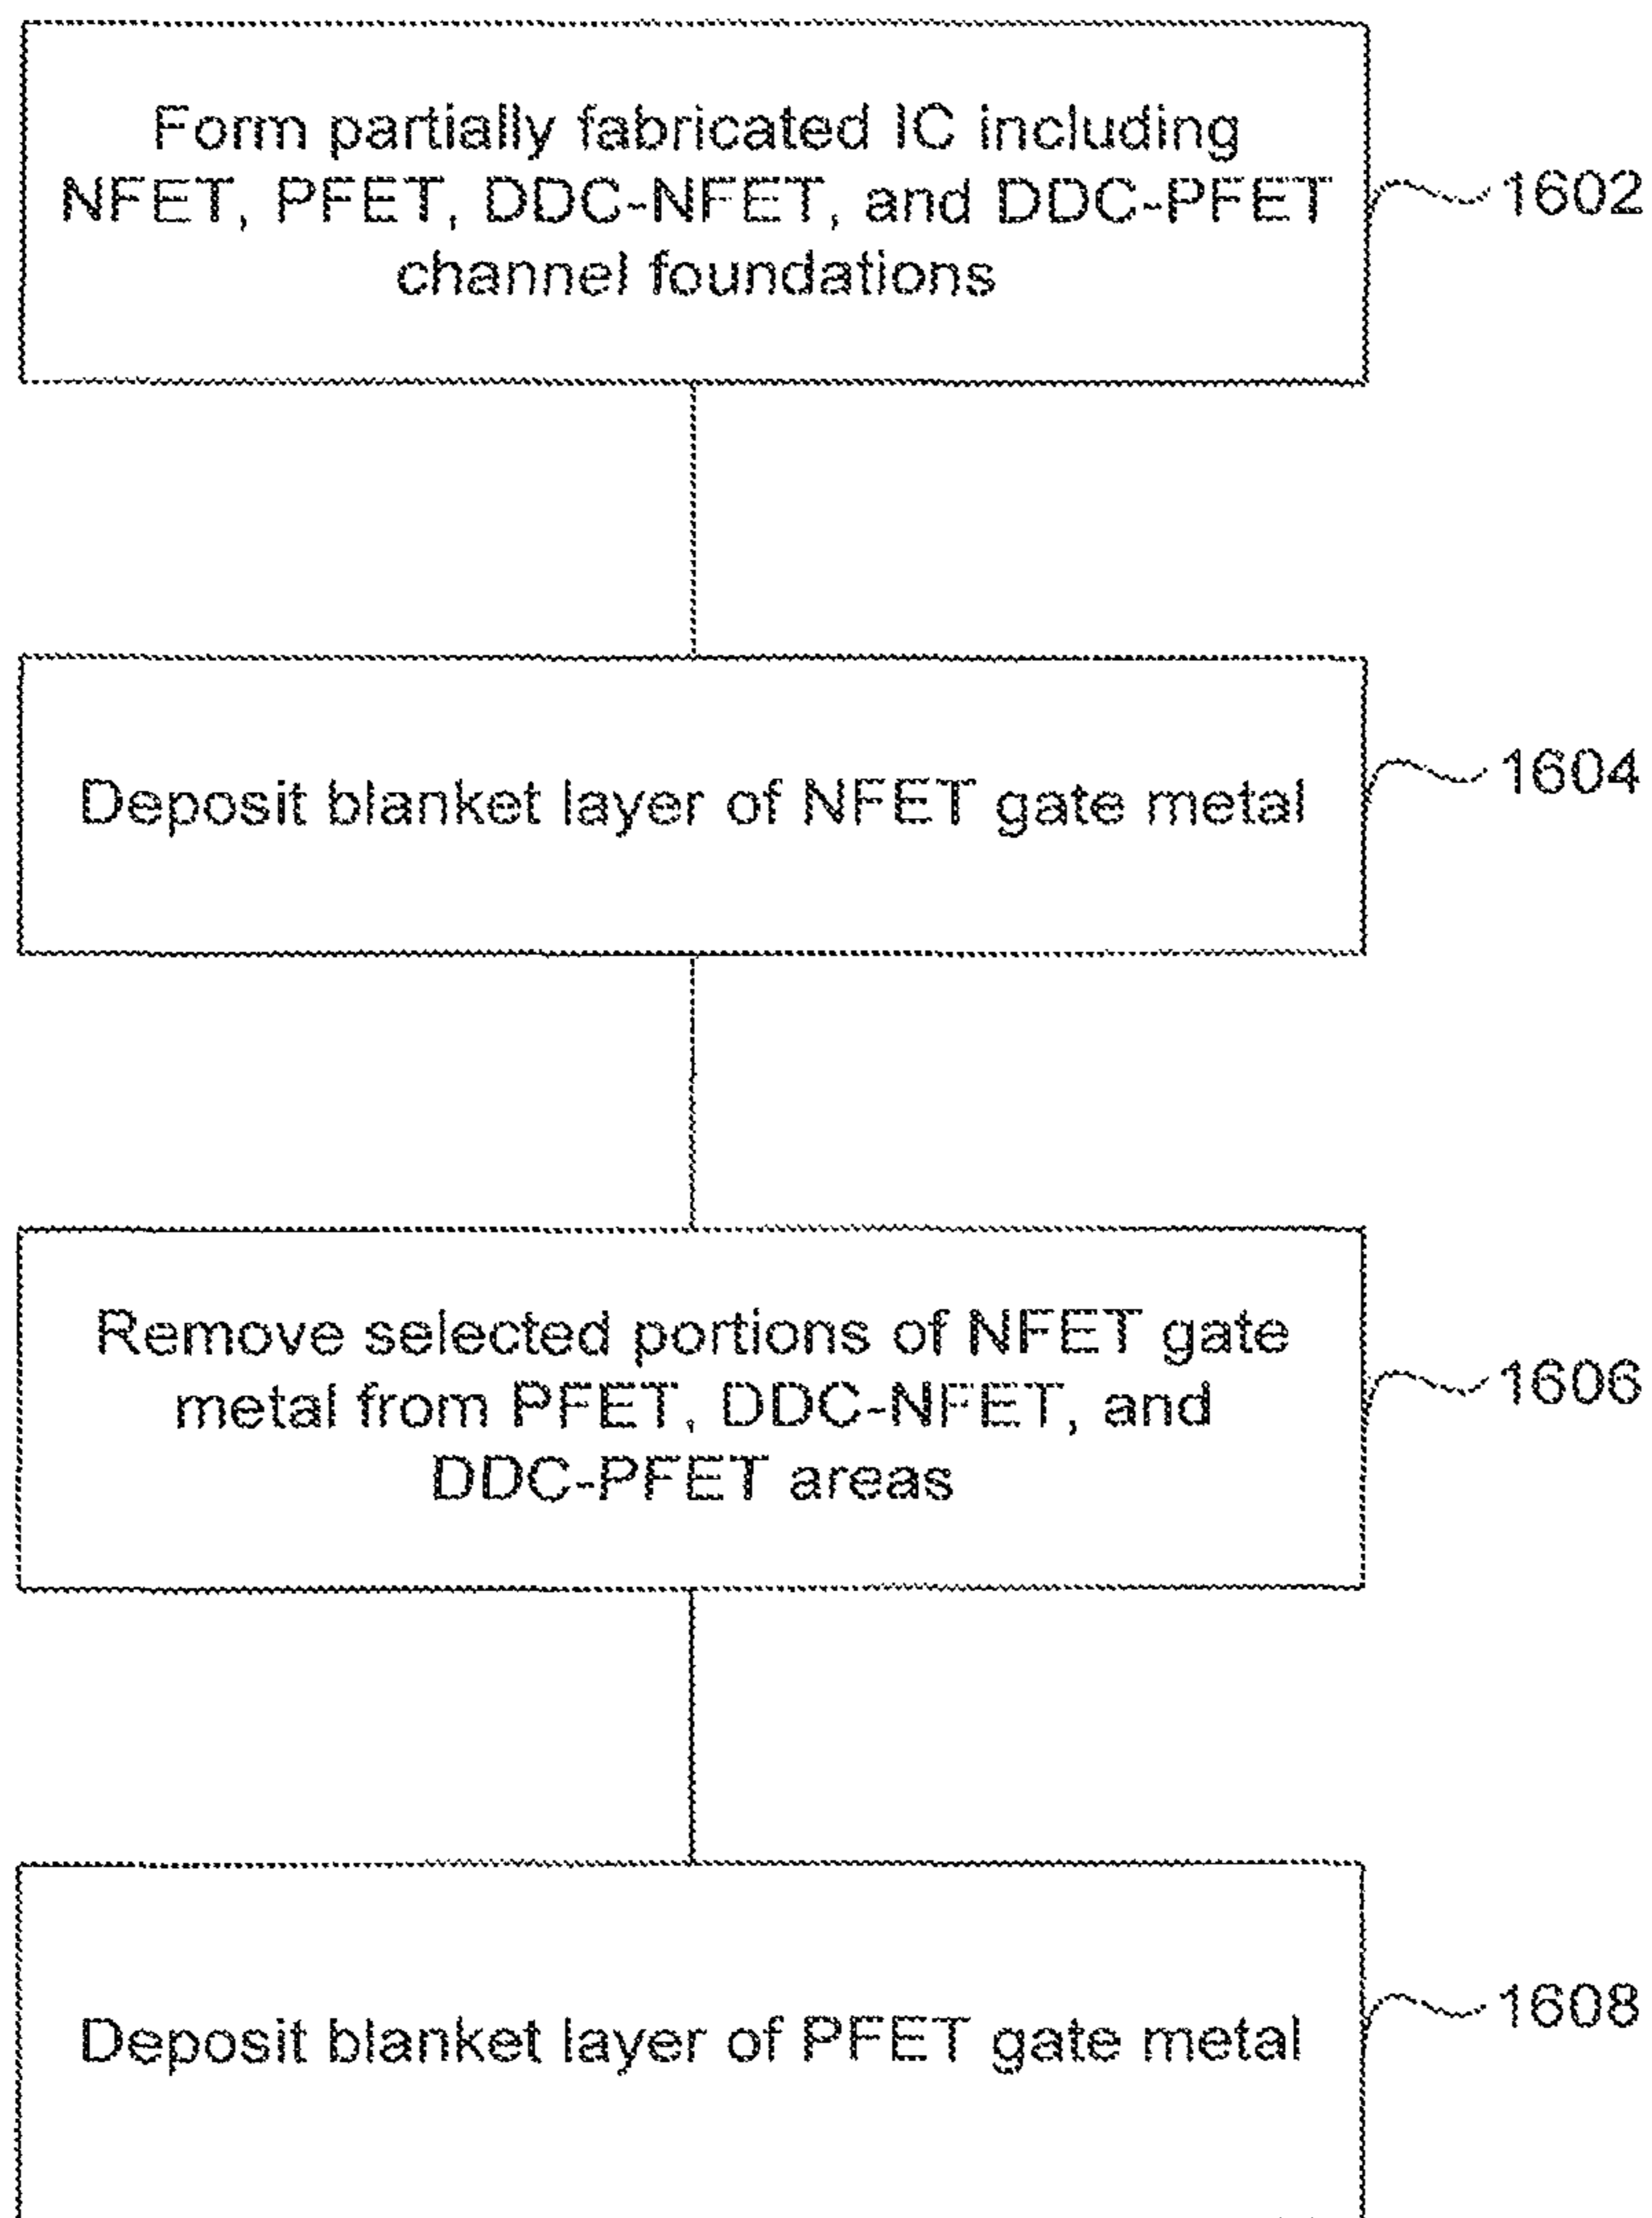 Form partially fabricated IC including
NFET, PFET, DDC-NFET, and DDC-PFET
channel foundations
1602
Deposit blanket layer of NFET gate metal
1604
Remove selected portions of NFET gate
metal from PFET, DDC-NFET, and
DDC-PFET areas
1606
Deposit blanket layer of PFET gate metal
1608